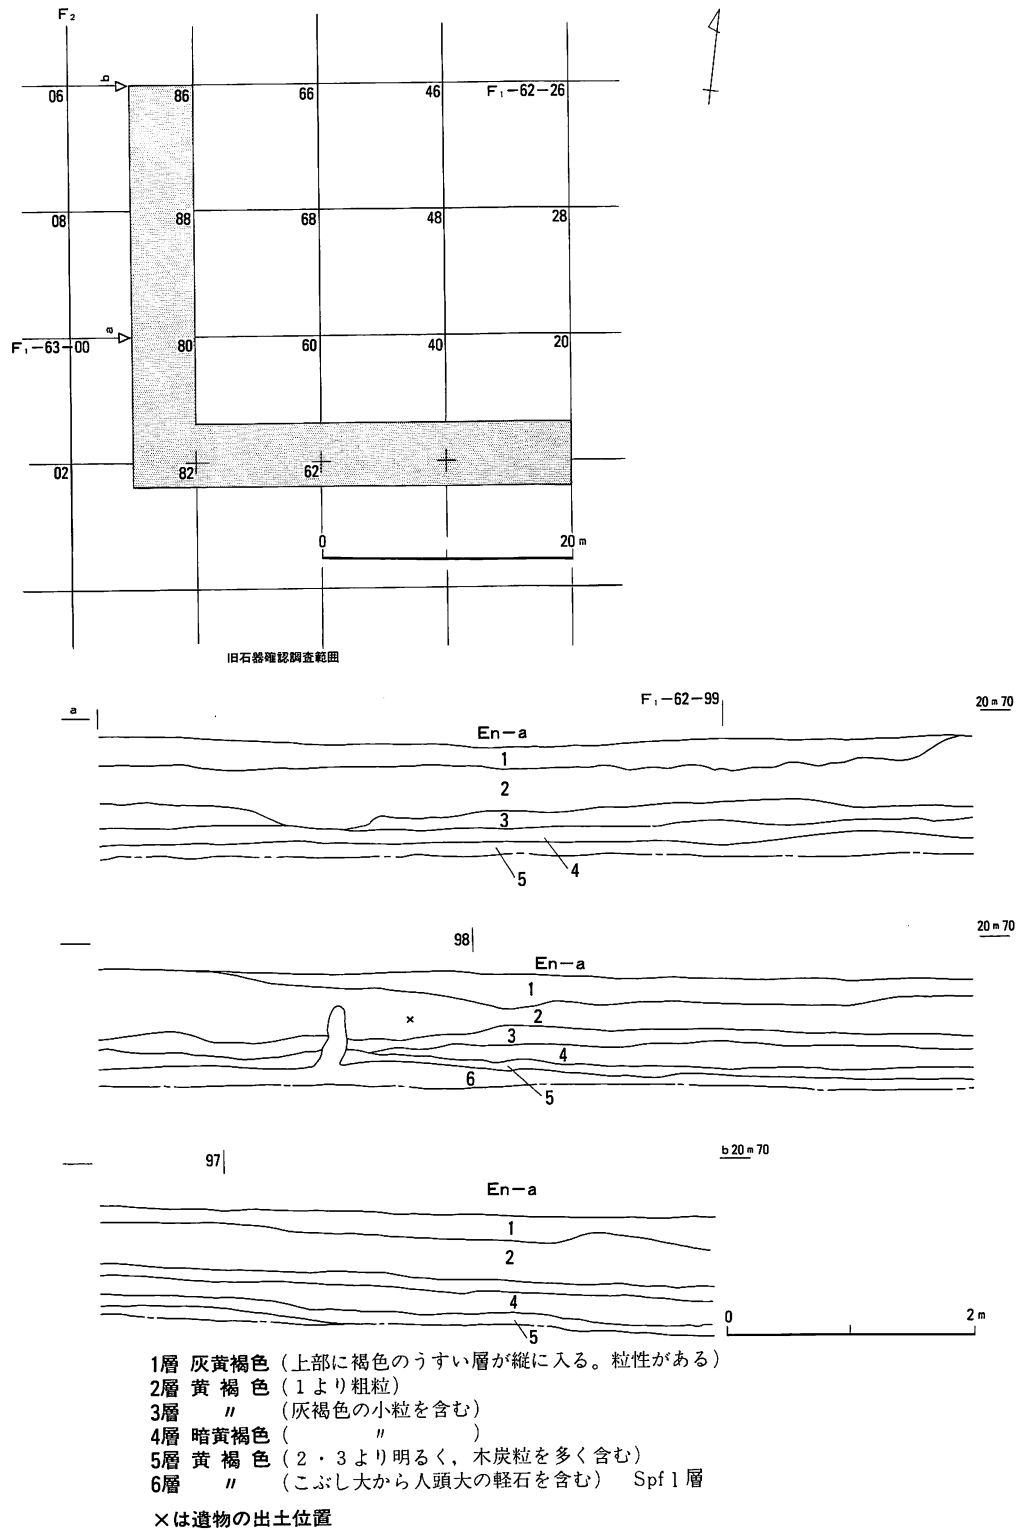 F₂
b
06
86
66
46
F₁-62-26
08
88
68
48
28
a
F₁-63-00
80
60
40
20
02
82
62
0
20 m
旧石器確認調査範囲
a
F₁-62-99
20 m 70
En-a
1
2
3
4
5
98
20 m 70
En-a
1
2
×
3
4
6
5
97
b 20 m 70
En-a
1
2
4
5
0
2 m
1層 灰黄褐色 (上部に褐色のうすい層が縦に入る。粒性がある)
2層 黄褐色 (1より粗粒)
3層 〃 (灰褐色の小粒を含む)
4層 暗黄褐色 ( 〃 )
5層 黄褐色 (2・3より明るく,木炭粒を多く含む)
6層 〃 (こぶし大から人頭大の軽石を含む) Spf1層
×は遺物の出土位置